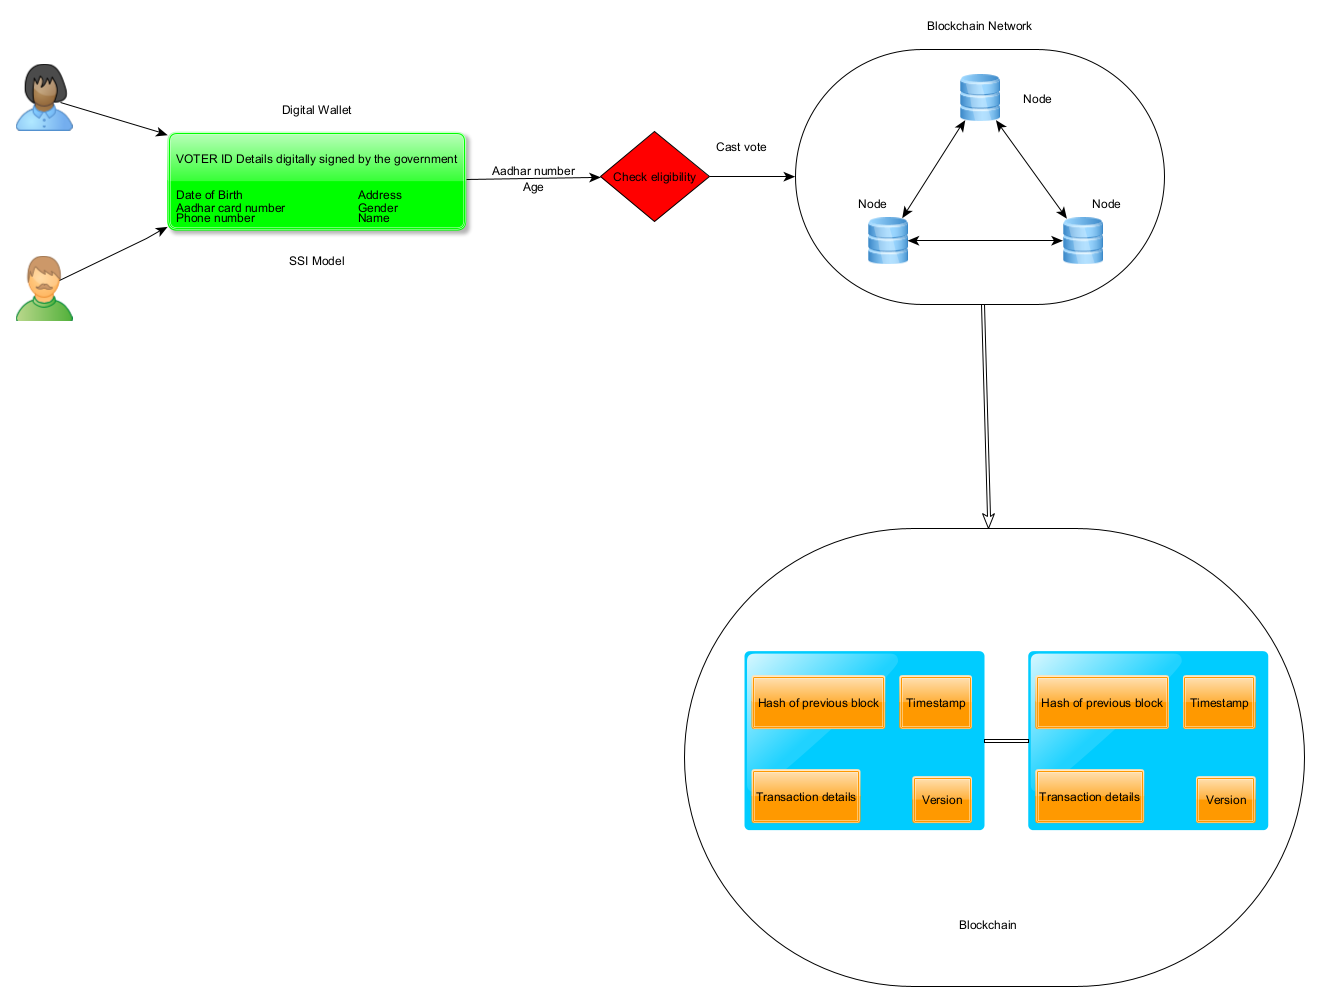 Blockchain Network
Digital Wallet
VOTER ID Details digitally signed by the government
Date of Birth
Aadhar card number
Phone number
Address
Gender
Name
SSI Model
Aadhar number
Age
Check eligibility
Cast vote
Node
Node
Node
Hash of previous block
Timestamp
Transaction details
Version
Hash of previous block
Timestamp
Transaction details
Version
Blockchain